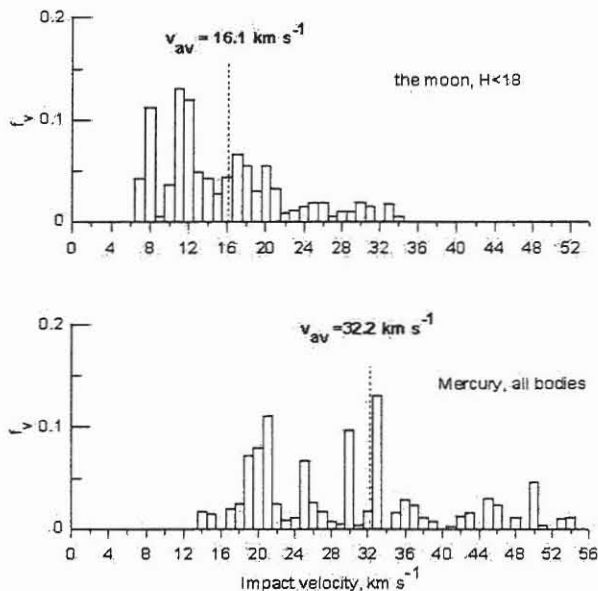 0.2
v_av = 16.1 km s^-1
the moon, H<18
f_v
0.1
0
0 4 8 12 16 20 24 28 32 36 40 44 48 52
0.2
v_av =32.2 km s^-1
Mercury, all bodies
f_v
0.1
0
0 4 8 12 16 20 24 28 32 36 40 44 48 52 56
Impact velocity, km s^-1